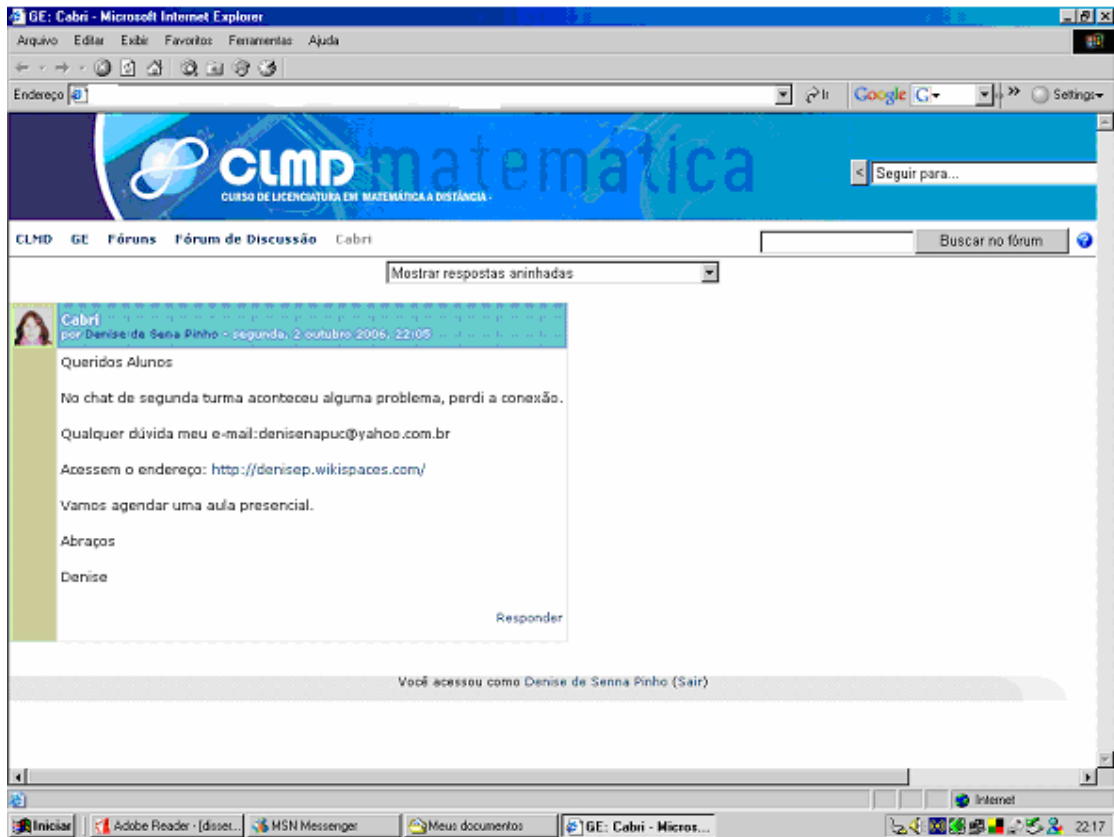 GE: Cabri - Microsoft Internet Explorer
Arquivo Editar Exibir Favoritos Ferramentas Ajuda
Endereço Ir Google G Settings
matemática
CLMD
CURSO DE LICENCIATURA EM MATEMÁTICA A DISTÂNCIA -
< Seguir para...
CLMD GE Fóruns Fórum de Discussão Cabri Buscar no fórum ?
Mostrar respostas aninhadas
Cabri
por Denise de Sena Pinho - segunda, 2 outubro 2006, 22:05
Queridos Alunos
No chat de segunda turma aconteceu alguma problema, perdi a conexão.
Qualquer dúvida meu e-mail:denisenapuc@yahoo.com.br
Acessem o endereço: http://denisep.wikispaces.com/
Vamos agendar uma aula presencial.
Abraços
Denise
Responder
Você acessou como Denise de Senna Pinho (Sair)
Internet
Iniciar Adobe Reader - [disser... MSN Messenger Meus documentos GE: Cabri - Micros... 22:17